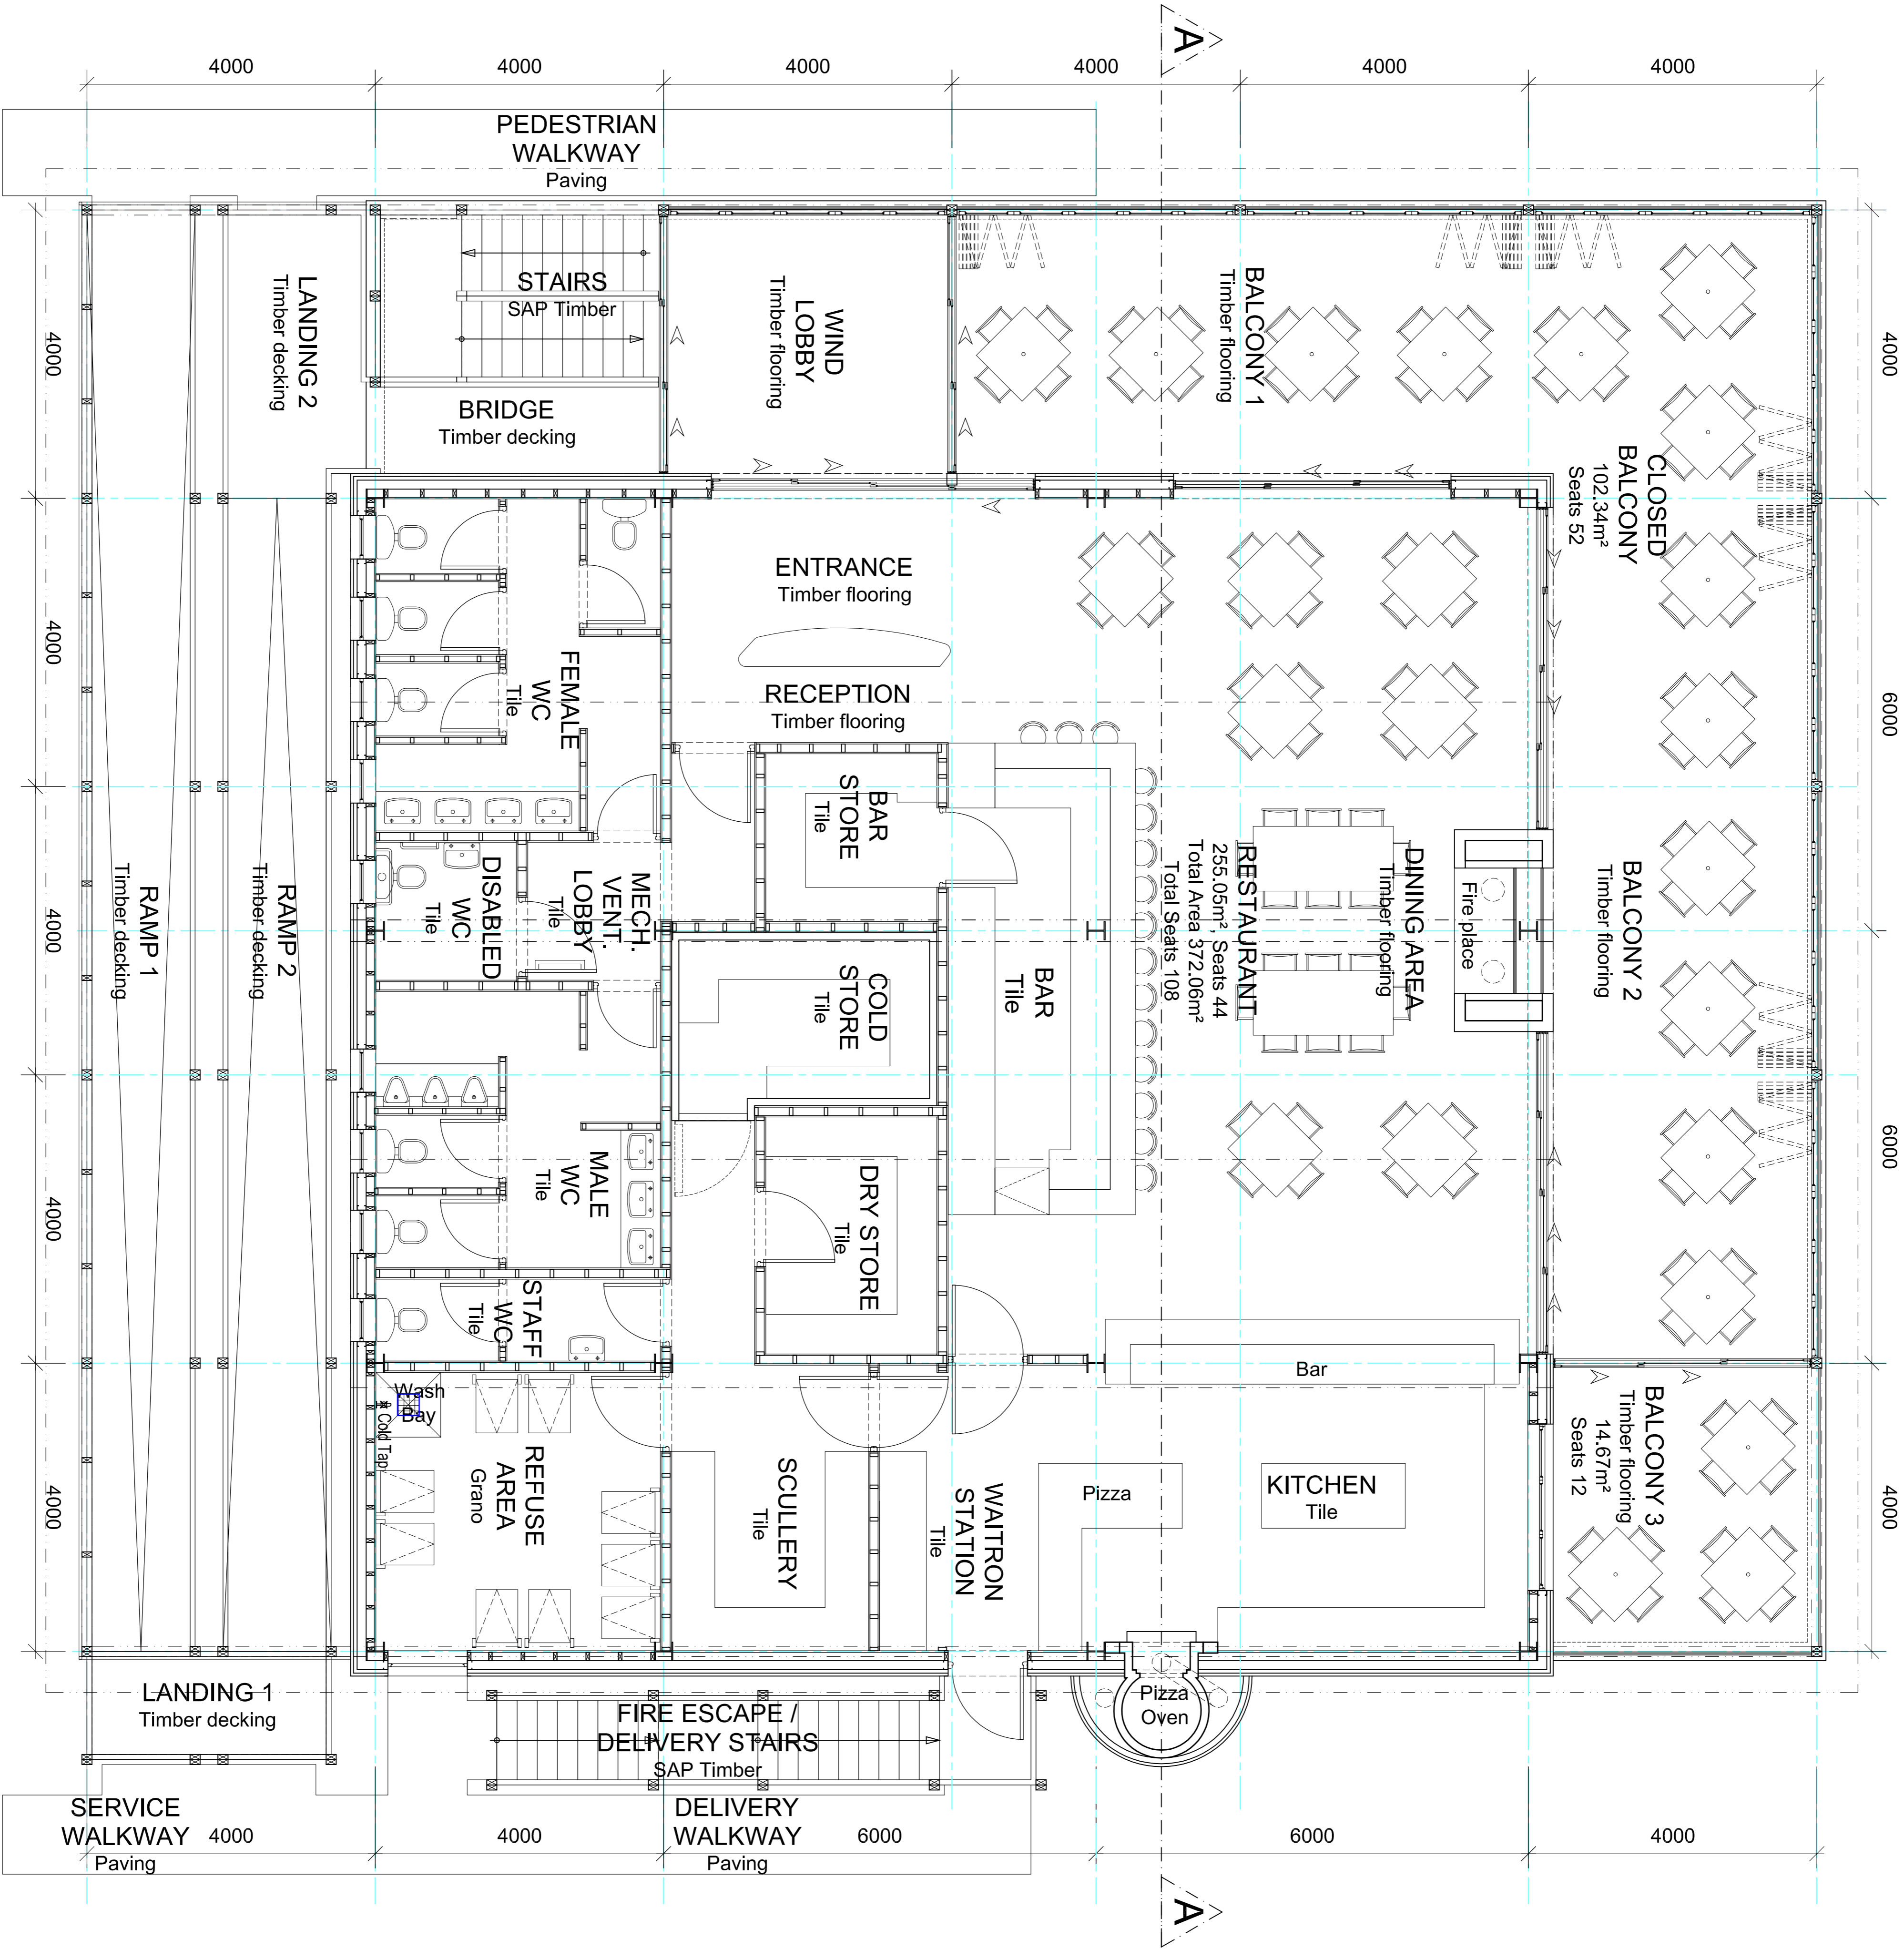 A
4000
4000
4000
4000
4000
4000
PEDESTRIAN
WALKWAY
Paving
LANDING 2
Timber decking
STAIRS
SAP Timber
BRIDGE
Timber decking
WIND
LOBBY
Timber flooring
BALCONY 1
Timber flooring
CLOSED
BALCONY
102.34m²
Seats 52
4000
4000
ENTRANCE
Timber flooring
RECEPTION
Timber flooring
FEMALE
WC
Tile
4000
6000
BAR
STORE
Tile
RESTAURANT
255.05m², Seats 44
Total Area 372.06m²
Total Seats 108
DINING AREA
Timber flooring
Fire place
BALCONY 2
Timber flooring
RAMP 1
Timber decking
RAMP 2
Timber decking
DISABLED
WC
Tile
MECH.
VENT.
LOBBY
Tile
4000
COLD
STORE
Tile
BAR
Tile
MALE
WC
Tile
DRY STORE
Tile
4000
6000
STAFF
WC
Tile
Bar
Wash
Bay
Cold Tap
REFUSE
AREA
Grano
SCULLERY
Tile
WAITRON
STATION
Tile
Pizza
KITCHEN
Tile
BALCONY 3
Timber flooring
14.67m²
Seats 12
4000
4000
LANDING 1
Timber decking
FIRE ESCAPE /
DELIVERY STAIRS
SAP Timber
Pizza
Oven
SERVICE
WALKWAY
Paving
DELIVERY
WALKWAY
Paving
4000
4000
6000
6000
4000
A